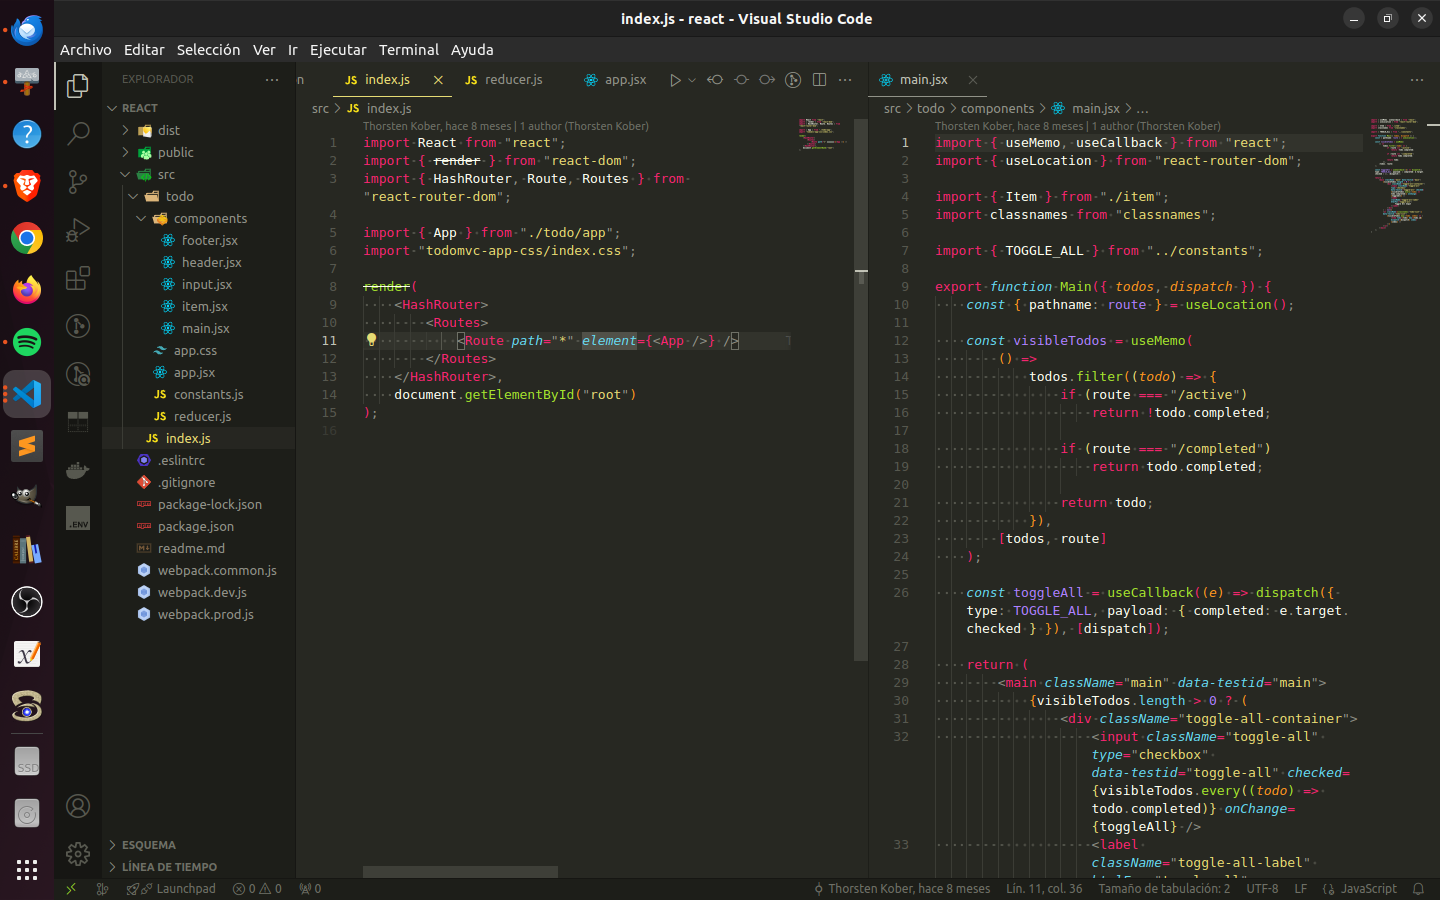 index.js - react - Visual Studio Code
Archivo Editar Selección Ver Ir Ejecutar Terminal Ayuda
EXPLORADOR
REACT
dist
public
src
todo
components
footer.jsx
header.jsx
input.jsx
item.jsx
main.jsx
app.css
app.jsx
constants.js
reducer.js
index.js
.eslintrc
.gitignore
package-lock.json
package.json
readme.md
webpack.common.js
webpack.dev.js
webpack.prod.js
ESQUEMA
LÍNEA DE TIEMPO
index.js
reducer.js
app.jsx
src > JS index.js
Thorsten Kober, hace 8 meses | 1 author (Thorsten Kober)
1 import React from "react";
2 import { render } from "react-dom";
3 import { HashRouter, Route, Routes } from
"react-router-dom";
4
5 import { App } from "./todo/app";
6 import "todomvc-app-css/index.css";
7
8 render(
9 <HashRouter>
10 <Routes>
11 <Route path="*" element={<App />} />
12 </Routes>
13 </HashRouter>,
14 document.getElementById("root")
15 );
16
main.jsx
src > todo > components > main.jsx > ...
Thorsten Kober, hace 8 meses | 1 author (Thorsten Kober)
1 import { useMemo, useCallback } from "react";
2 import { useLocation } from "react-router-dom";
3
4 import { Item } from "./item";
5 import classnames from "classnames";
6
7 import { TOGGLE_ALL } from "../constants";
8
9 export function Main({ todos, dispatch }) {
10 const { pathname: route } = useLocation();
11
12 const visibleTodos = useMemo(
13 () =>
14 todos.filter((todo) => {
15 if (route === "/active")
16 return !todo.completed;
17
18 if (route === "/completed")
19 return todo.completed;
20
21 return todo;
22 }),
23 [todos, route]
24 );
25
26 const toggleAll = useCallback((e) => dispatch({
type: TOGGLE_ALL, payload: { completed: e.target.
checked } }), [dispatch]);
27
28 return (
29 <main className="main" data-testid="main">
30 {visibleTodos.length > 0 ? (
31 <div className="toggle-all-container">
32 <input className="toggle-all"
type="checkbox"
data-testid="toggle-all" checked=
{visibleTodos.every((todo) =>
todo.completed)} onChange=
{toggleAll} />
33 <label
className="toggle-all-label"
Launchpad 0 0 0
Thorsten Kober, hace 8 meses Lín. 11, col. 36 Tamaño de tabulación: 2 UTF-8 LF JavaScript
.ENV
SSD